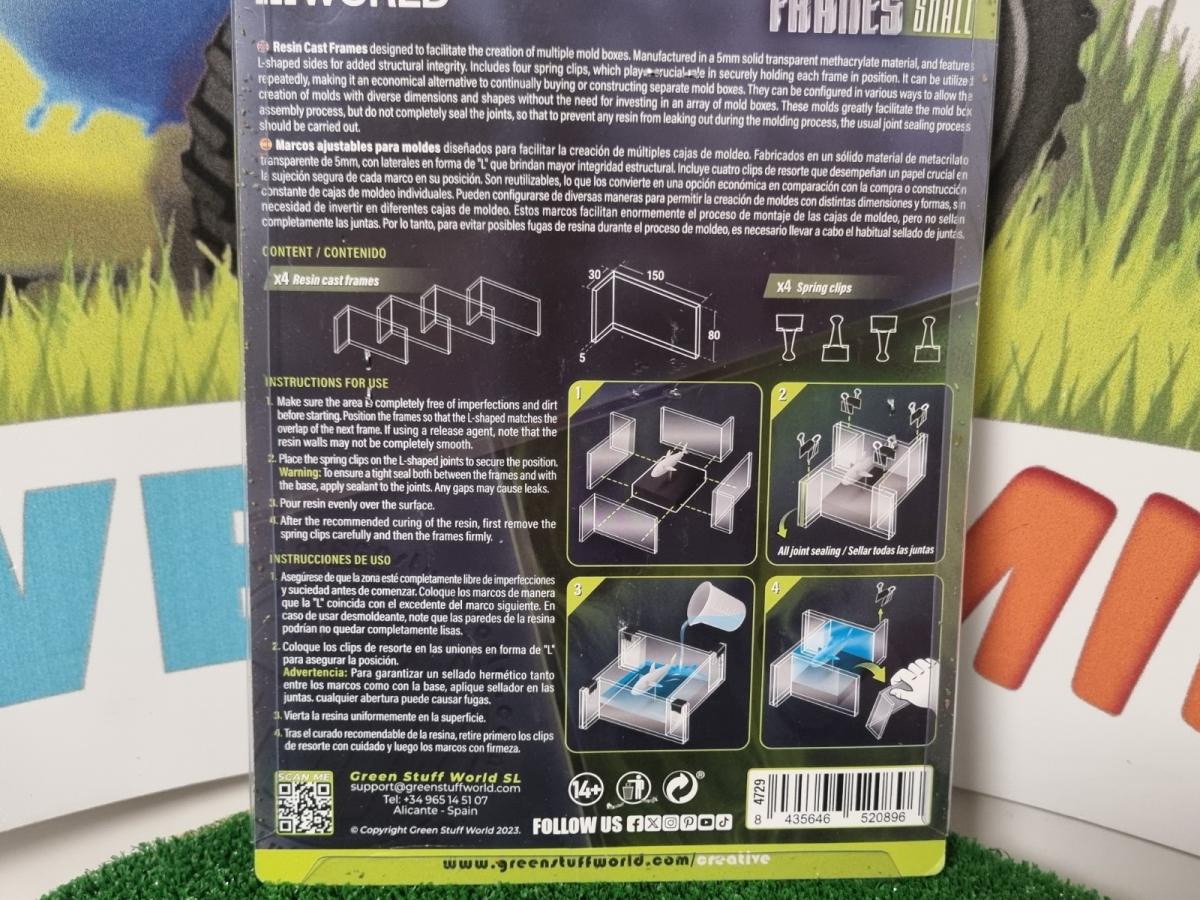 WORLD
FRAMES SMALL
Resin Cast Frames designed to facilitate the creation of multiple mold boxes. Manufactured in a 5mm solid transparent methacrylate material, and features
L-shaped sides for added structural integrity. Includes four spring clips, which play crucial in securely holding each frame in position. It can be utilized
repeatedly, making it an economical alternative to continually buying or constructing separate mold boxes. They can be configured in various ways to allow the
creation of molds with diverse dimensions and shapes without the need for investing in an array of mold boxes. These molds greatly facilitate the mold box
assembly process, but do not completely seal the joints, so that to prevent any resin from leaking out during the molding process, the usual joint sealing process
should be carried out.
Marcos ajustables para moldes diseñados para facilitar la creación de múltiples cajas de moldeo. Fabricados en un sólido material de metacrilato
transparente de 5mm, con laterales en forma de "L" que brindan mayor integridad estructural. Incluye cuatro clips de resorte que desempeñan un papel crucial en
la sujeción segura de cada marco en su posición. Son reutilizables, lo que los convierte en una opción económica en comparación con la compra o construcción
constante de cajas de moldeo individuales. Pueden configurarse de diversas maneras para permitir la creación de moldes con distintas dimensiones y formas, sin
necesidad de invertir en diferentes cajas de moldeo. Estos marcos facilitan enormemente el proceso de montaje de las cajas de moldeo, pero no sellan
completamente las juntas. Por lo tanto, para evitar posibles fugas de resina durante el proceso de moldeo, es necesario llevar a cabo el habitual sellado de juntas.
CONTENT / CONTENIDO
x4 Resin cast frames
30
150
80
5
x4 Spring clips
INSTRUCTIONS FOR USE
1. Make sure the area is completely free of imperfections and dirt
before starting. Position the frames so that the L-shaped matches the
overlap of the next frame. If using a release agent, note that the
resin walls may not be completely smooth.
2. Place the spring clips on the L-shaped joints to secure the position.
Warning: To ensure a tight seal both between the frames and with
the base, apply sealant to the joints. Any gaps may cause leaks.
3. Pour resin evenly over the surface.
4. After the recommended curing of the resin, first remove the
spring clips carefully and then the frames firmly.
INSTRUCCIONES DE USO
1. Asegúrese de que la zona esté completamente libre de imperfecciones
y suciedad antes de comenzar. Coloque los marcos de manera
que la "L" coincida con el excedente del marco siguiente. En
caso de usar desmoldeante, note que las paredes de la resina
podrían no quedar completamente lisas.
2. Coloque los clips de resorte en las uniones en forma de "L"
para asegurar la posición.
Advertencia: Para garantizar un sellado hermético tanto
entre los marcos como con la base, aplique sellador en las
juntas. cualquier abertura puede causar fugas.
3. Vierta la resina uniformemente en la superficie.
4. Tras el curado recomendable de la resina, retire primero los clips
de resorte con cuidado y luego los marcos con firmeza.
1
2
All joint sealing / Sellar todas las juntas
3
4
SCAN ME
Green Stuff World SL
support@greenstuffworld.com
Tel: +34 965 14 51 07
Alicante - Spain
© Copyright Green Stuff World 2023.
14+
®
FOLLOW US
4729
8 435646 520896
www.greenstuffworld.com/creative